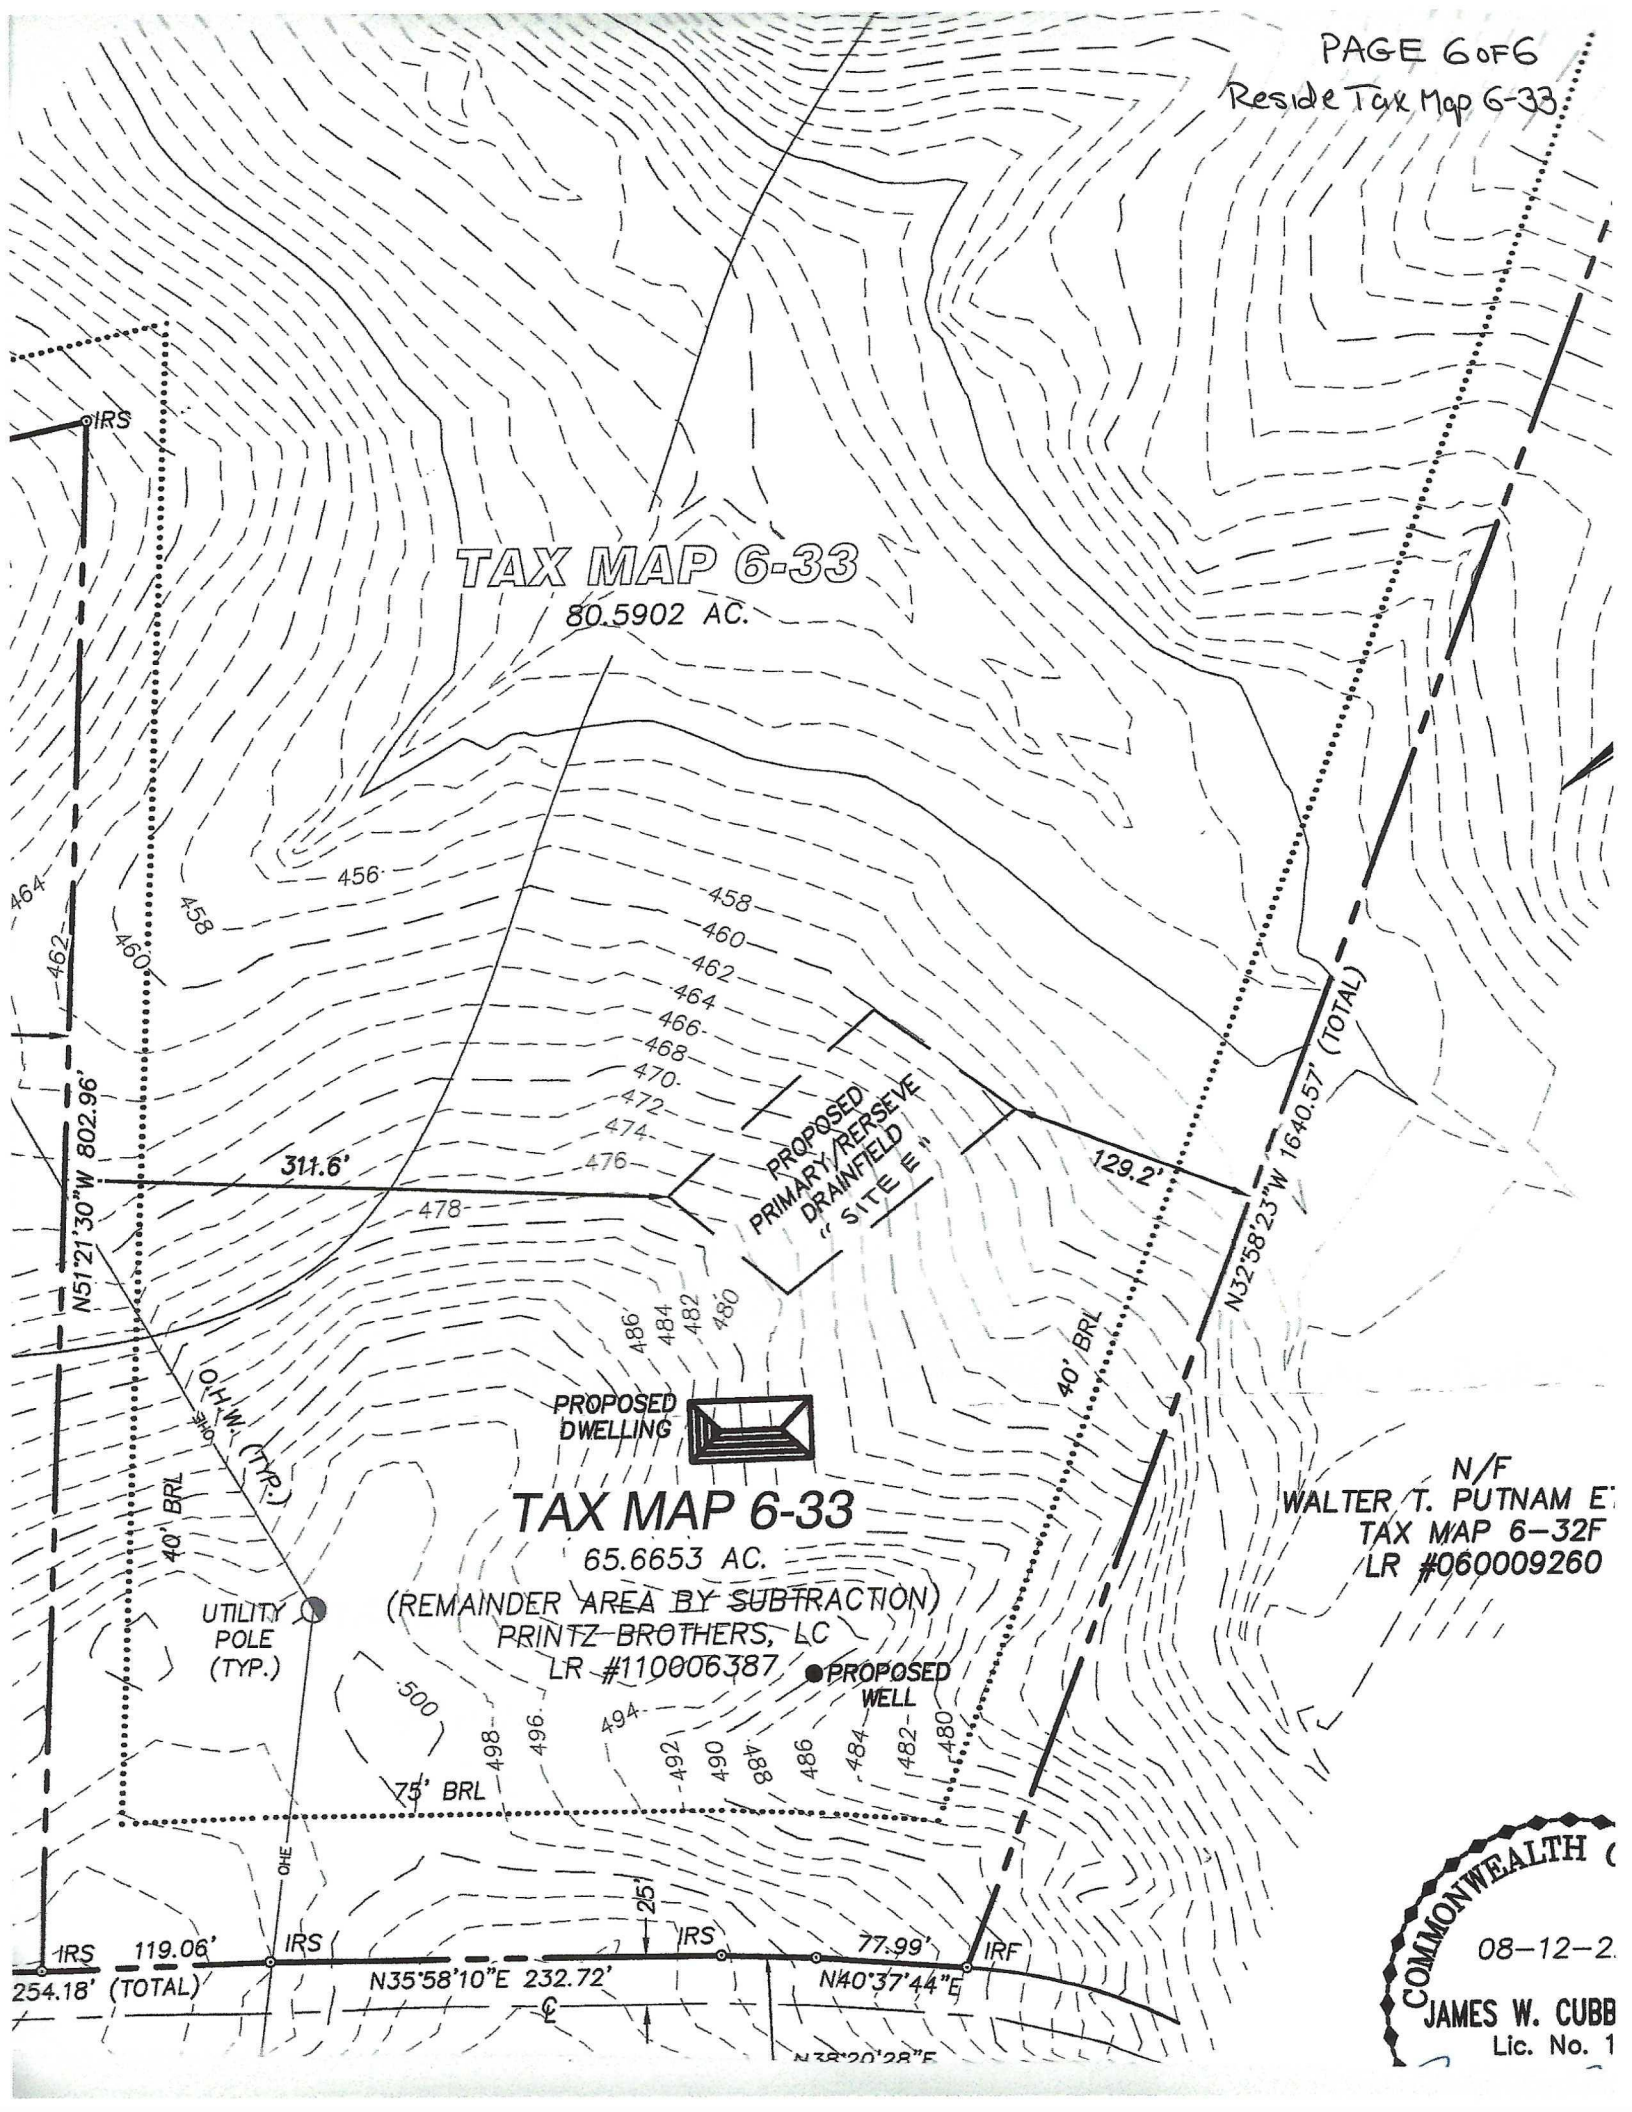 PAGE 6 OF 6
Reside Tax Map 6-33
IRS
TAX MAP 6-33
80.5902 AC.
456
458
464
462
460
458
460
462
464
466
468
470
472
474
476
478
N51°21'30"W 802.96'
311.6'
PROPOSED
PRIMARY/RERSEVE
DRAINFIELD
"SITE E"
129.2'
N32°58'23"W 1640.57' (TOTAL)
486
484
482
480
40' BRL
O.H.W. (TYP.)
OHE
40' BRL
PROPOSED
DWELLING
TAX MAP 6-33
65.6653 AC.
(REMAINDER AREA BY SUBTRACTION)
PRINTZ BROTHERS, LC
LR #110006387
N/F
WALTER T. PUTNAM
TAX MAP 6-32F
LR #060009260
UTILITY
POLE
(TYP.)
PROPOSED
WELL
500
498
496
494
492
490
488
486
484
482
480
75' BRL
OHE
25'
IRS
119.06'
IRS
IRS
77.99'
IRF
254.18' (TOTAL)
N35°58'10"E 232.72'
N40°37'44"E
N38°20'28"E
COMMONWEALTH
08-12-2
JAMES W. CUBB
Lic. No. 1